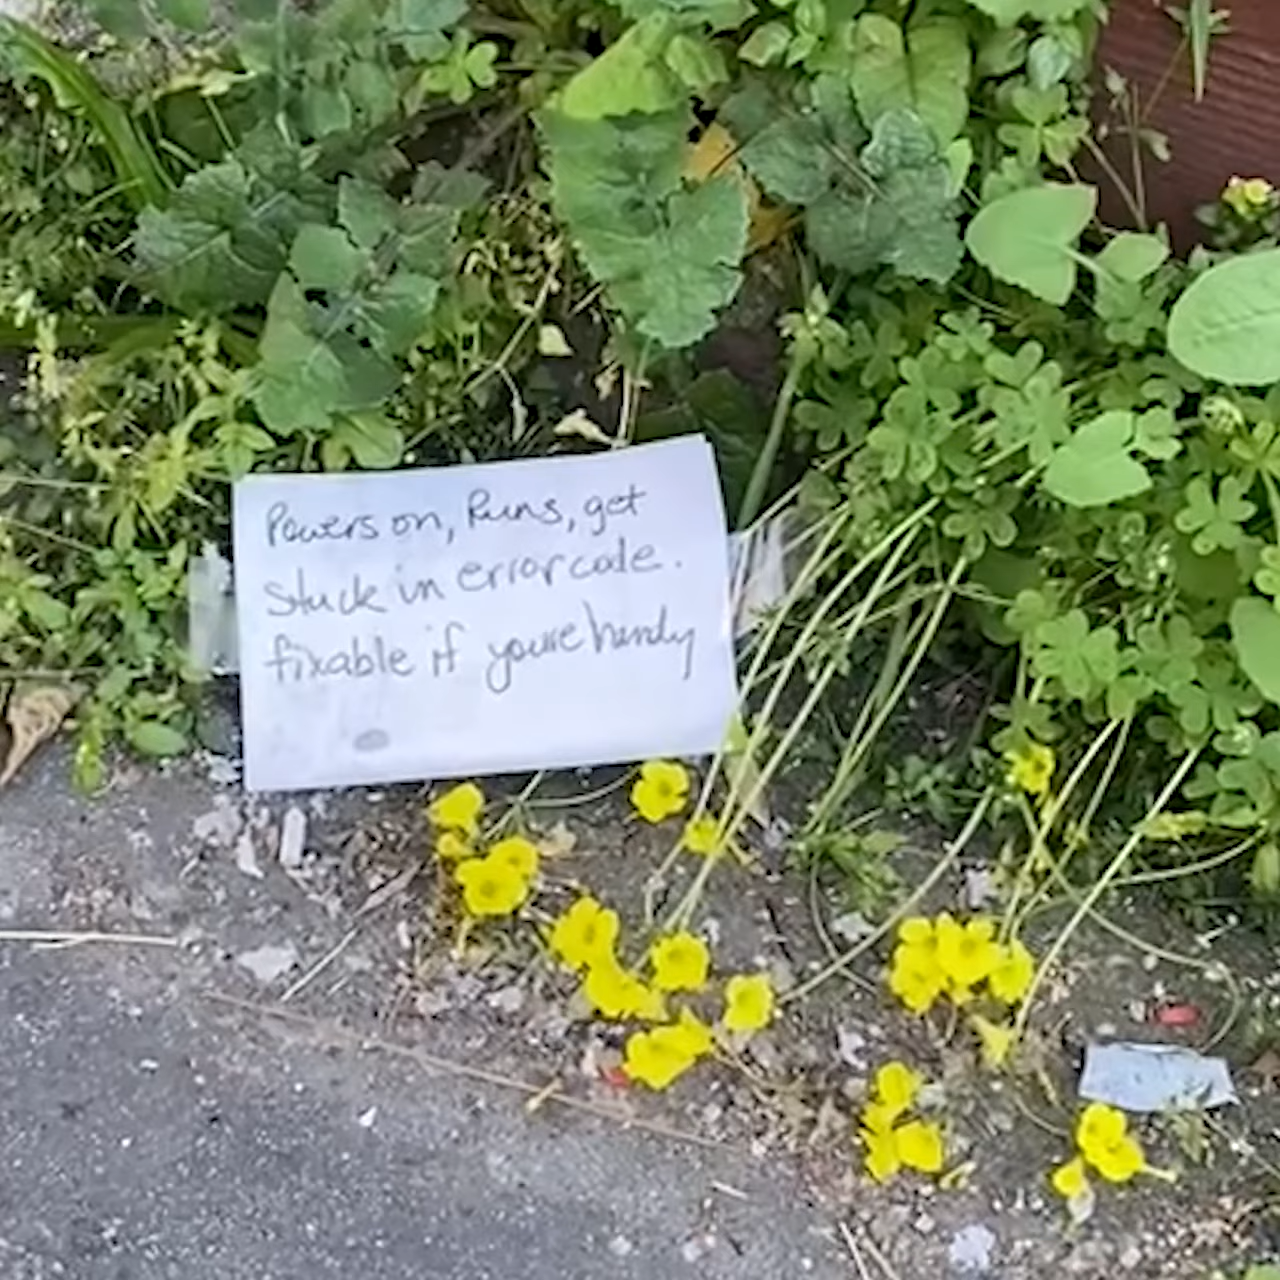 Powers on, Runs, get
stuck in error code.
fixable if youre handy